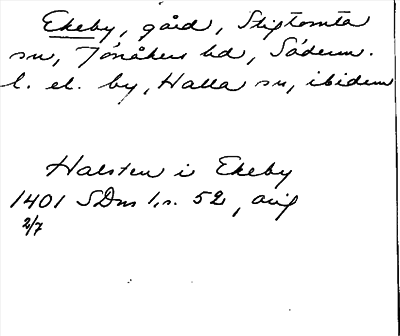 Ekeby, gård, Stigtomta
sn, Jönåkers hd, Söderm.
l. el. by, Halla sn, ibidem
Halsten i Ekeby
1401 SDns 1, s. 52, avig
2/7